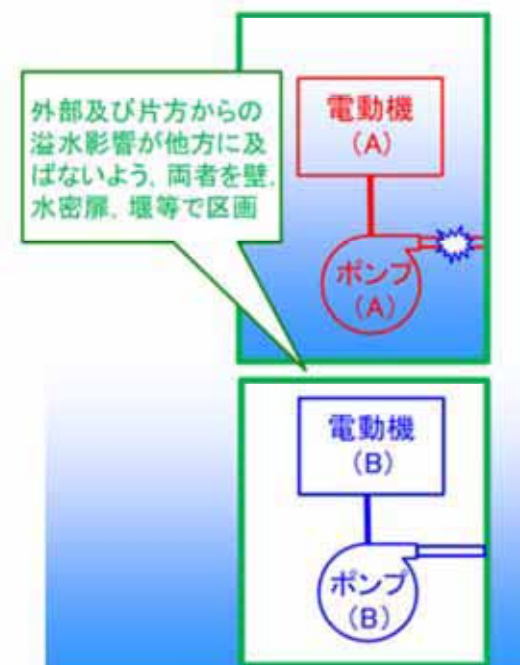 外部及び片方からの
溢水影響が他方に及
ばないよう，両者を壁，
水密扉，堰等で区画
電動機
(A)
ポンプ
(A)
電動機
(B)
ポンプ
(B)